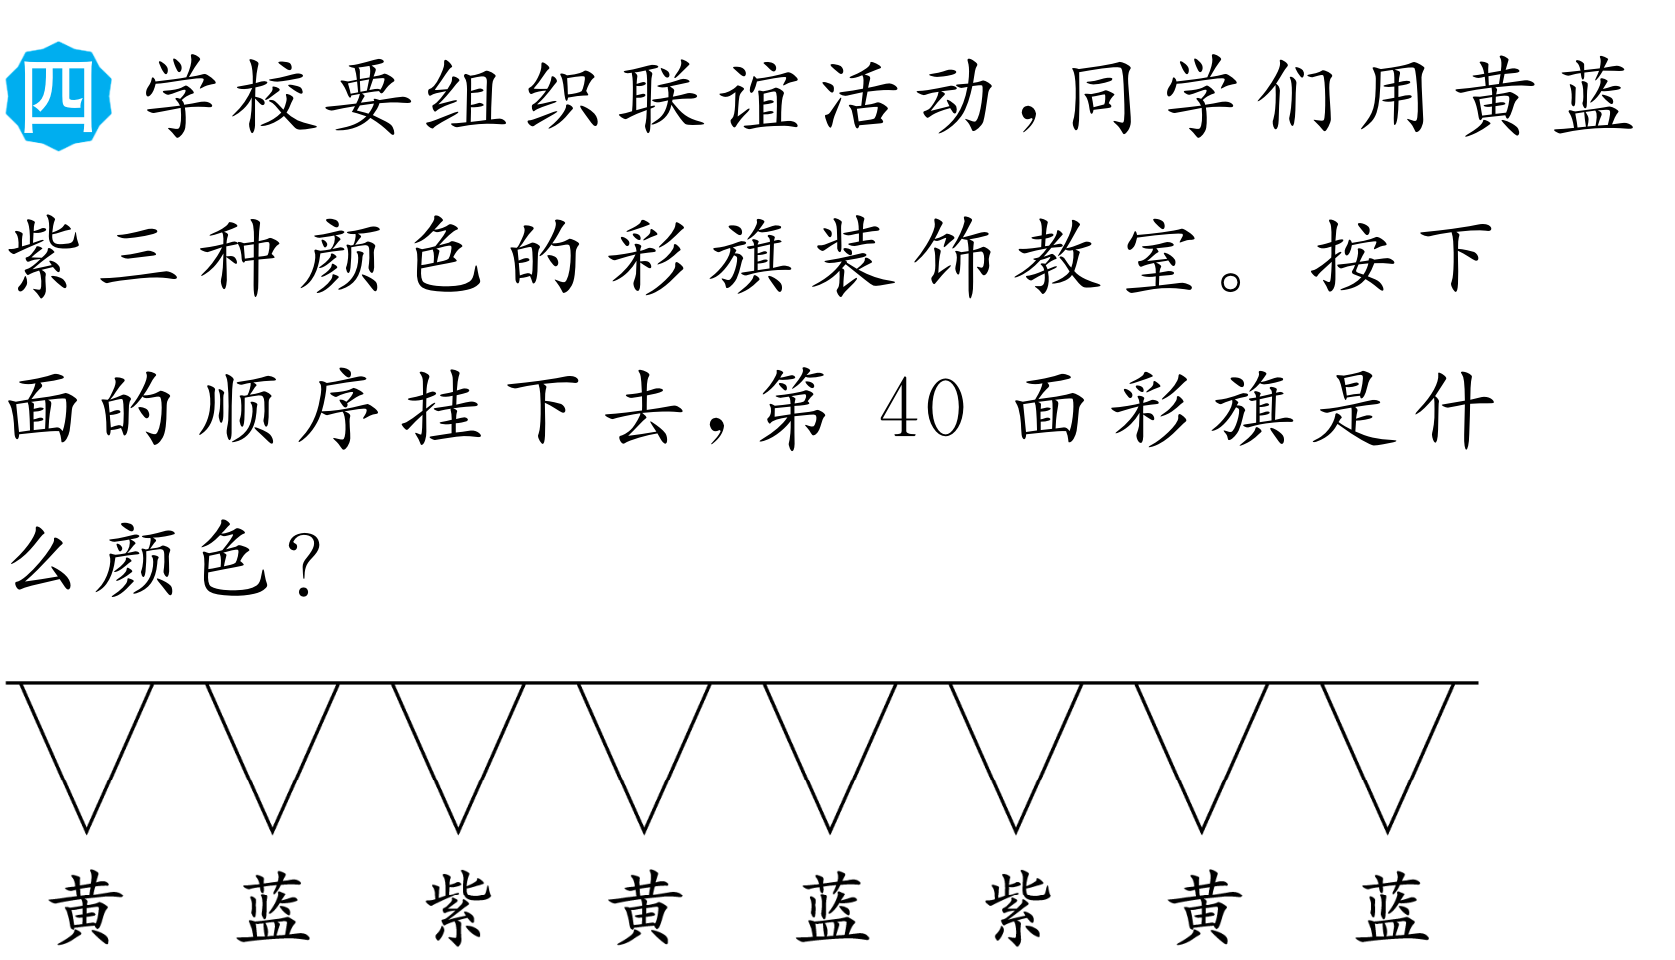 四 学校要组织联谊活动,同学们用黄蓝
紫三种颜色的彩旗装饰教室。按下
面的顺序挂下去,第 40 面彩旗是什
么颜色?
黄 蓝 紫 黄 蓝 紫 黄 蓝